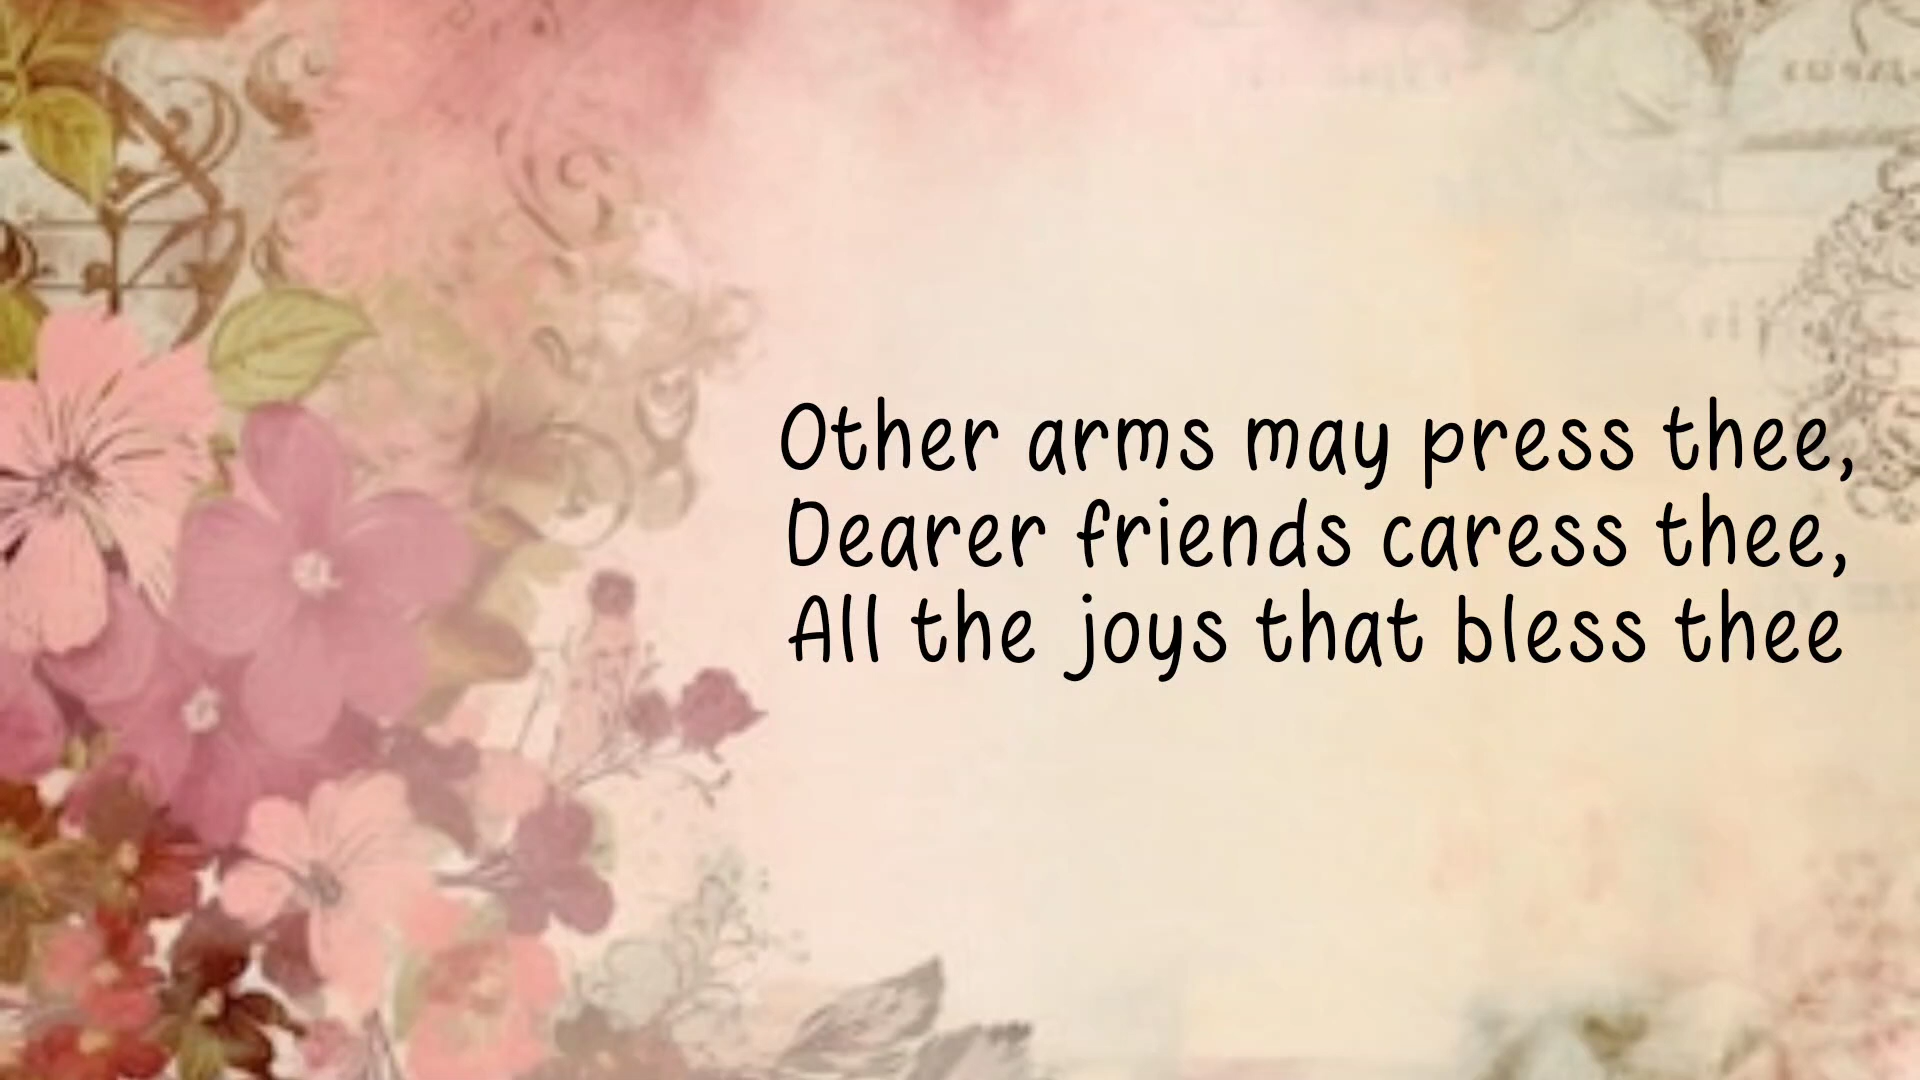 Other arms may press thee,
Dearer friends caress thee,
All the joys that bless thee